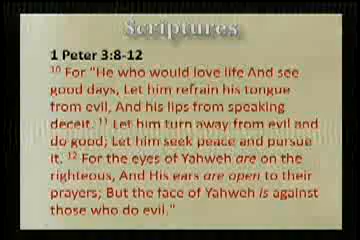 Scriptures
1 Peter 3:8-12
10 For "He who would love life And see
good days, Let him refrain his tongue
from evil, And his lips from speaking
deceit. 11 Let him turn away from evil and
do good; Let him seek peace and pursue
it. 12 For the eyes of Yahweh are on the
righteous, And His ears are open to their
prayers; But the face of Yahweh is against
those who do evil."